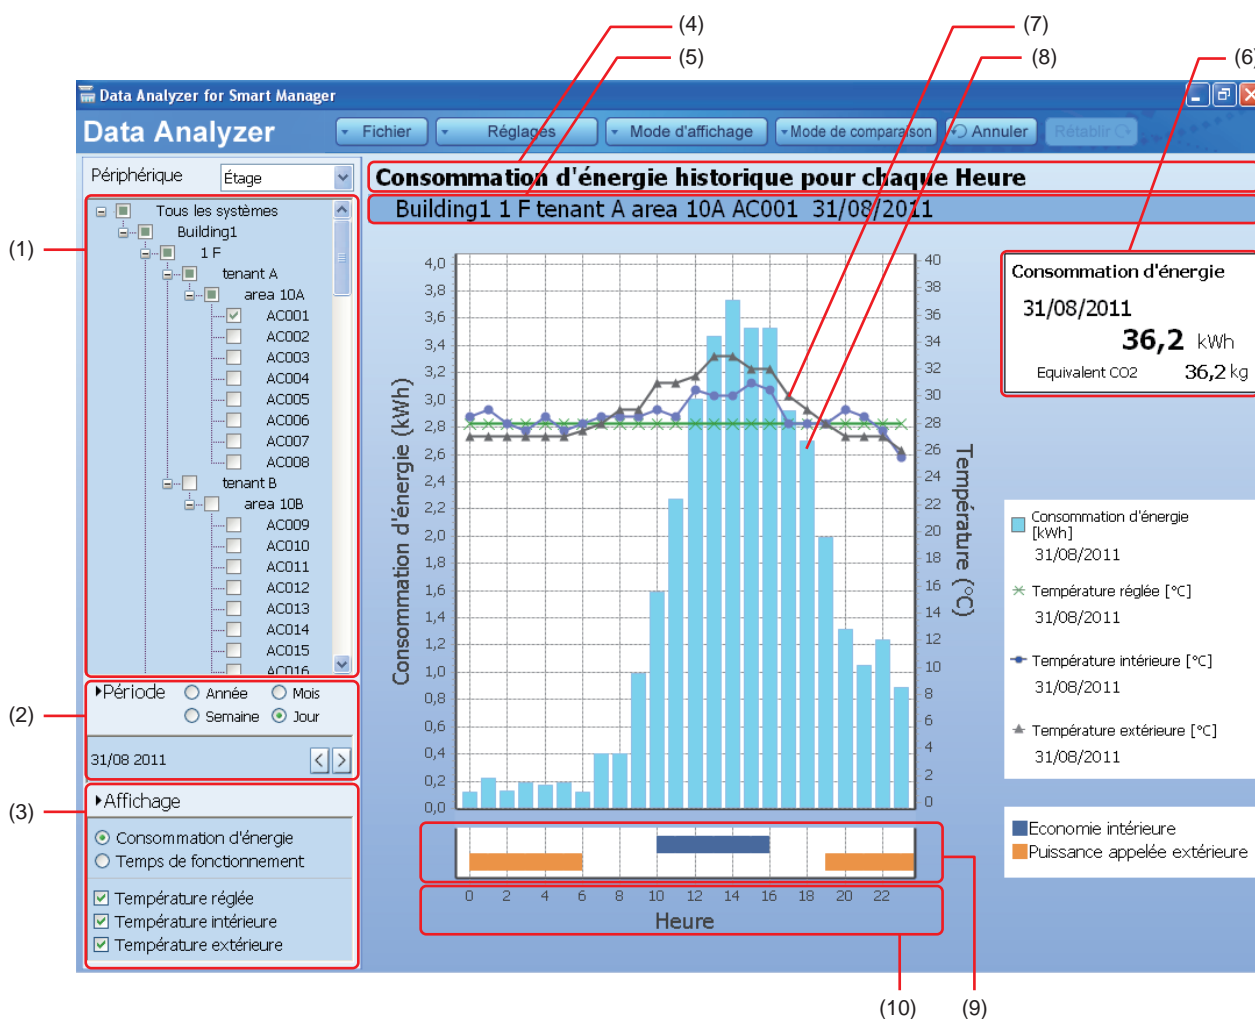 (4)
(7)
(5)
(8)
(6)
Data Analyzer for Smart Manager
Data Analyzer
Fichier
Réglages
Mode d'affichage
Mode de comparaison
Annuler
Rétablir
Périphérique
Étage
Consommation d'énergie historique pour chaque Heure
Building1 1 F tenant A area 10A AC001 31/08/2011
(1)
Tous les systèmes
Building1
1 F
tenant A
area 10A
AC001
AC002
AC003
AC004
AC005
AC006
AC007
AC008
tenant B
area 10B
AC009
AC010
AC011
AC012
AC013
AC014
AC015
AC016
(2)
Période
Année
Mois
Semaine
Jour
31/08 2011
(3)
Affichage
Consommation d'énergie
Temps de fonctionnement
Température réglée
Température intérieure
Température extérieure
Consommation d'énergie (kWh)
4,0
3,8
3,6
3,4
3,2
3,0
2,8
2,6
2,4
2,2
2,0
1,8
1,6
1,4
1,2
1,0
0,8
0,6
0,4
0,2
0,0
40
38
36
34
32
30
28
26
24
22
20
18
16
14
12
10
8
6
4
2
0
Température (°C)
0 2 4 6 8 10 12 14 16 18 20 22
Heure
Consommation d'énergie
31/08/2011
36,2 kWh
Equivalent CO2 36,2 kg
Consommation d'énergie
[kWh]
31/08/2011
Température réglée [°C]
31/08/2011
Température intérieure [°C]
31/08/2011
Température extérieure [°C]
31/08/2011
Economie intérieure
Puissance appelée extérieure
(10)
(9)